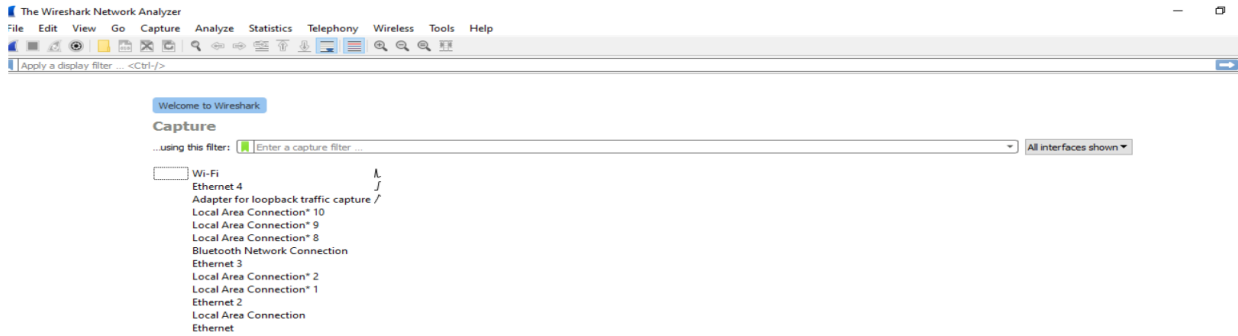 The Wireshark Network Analyzer
File Edit View Go Capture Analyze Statistics Telephony Wireless Tools Help
Apply a display filter ... <Ctrl-/>
Welcome to Wireshark
Capture
...using this filter: Enter a capture filter ... All interfaces shown
Wi-Fi
Ethernet 4
Adapter for loopback traffic capture
Local Area Connection* 10
Local Area Connection* 9
Local Area Connection* 8
Bluetooth Network Connection
Ethernet 3
Local Area Connection* 2
Local Area Connection* 1
Ethernet 2
Local Area Connection
Ethernet